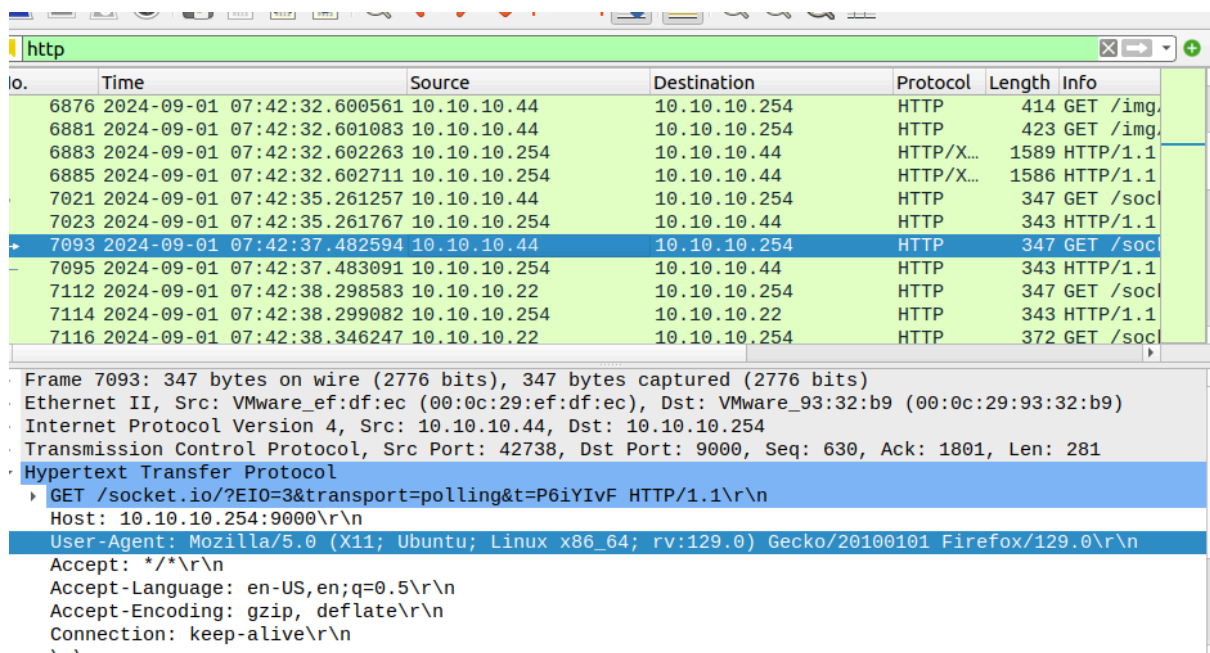 http
Time Source Destination Protocol Length Info
6876 2024-09-01 07:42:32.600561 10.10.10.44 10.10.10.254 HTTP 414 GET /img/
6881 2024-09-01 07:42:32.601083 10.10.10.44 10.10.10.254 HTTP 423 GET /img/
6883 2024-09-01 07:42:32.602263 10.10.10.254 10.10.10.44 HTTP/X… 1589 HTTP/1.1
6885 2024-09-01 07:42:32.602711 10.10.10.254 10.10.10.44 HTTP/X… 1586 HTTP/1.1
7021 2024-09-01 07:42:35.261257 10.10.10.44 10.10.10.254 HTTP 347 GET /soc
7023 2024-09-01 07:42:35.261767 10.10.10.254 10.10.10.44 HTTP 343 HTTP/1.1
7093 2024-09-01 07:42:37.482594 10.10.10.44 10.10.10.254 HTTP 347 GET /soc
7095 2024-09-01 07:42:37.483091 10.10.10.254 10.10.10.44 HTTP 343 HTTP/1.1
7112 2024-09-01 07:42:38.298583 10.10.10.22 10.10.10.254 HTTP 347 GET /soc
7114 2024-09-01 07:42:38.299082 10.10.10.254 10.10.10.22 HTTP 343 HTTP/1.1
7116 2024-09-01 07:42:38.346247 10.10.10.22 10.10.10.254 HTTP 372 GET /soc
Frame 7093: 347 bytes on wire (2776 bits), 347 bytes captured (2776 bits)
Ethernet II, Src: VMware_ef:df:ec (00:0c:29:ef:df:ec), Dst: VMware_93:32:b9 (00:0c:29:93:32:b9)
Internet Protocol Version 4, Src: 10.10.10.44, Dst: 10.10.10.254
Transmission Control Protocol, Src Port: 42738, Dst Port: 9000, Seq: 630, Ack: 1801, Len: 281
Hypertext Transfer Protocol
GET /socket.io/?EIO=3&transport=polling&t=P6iYIvF HTTP/1.1\r\n
Host: 10.10.10.254:9000\r\n
User-Agent: Mozilla/5.0 (X11; Ubuntu; Linux x86_64; rv:129.0) Gecko/20100101 Firefox/129.0\r\n
Accept: */*\r\n
Accept-Language: en-US,en;q=0.5\r\n
Accept-Encoding: gzip, deflate\r\n
Connection: keep-alive\r\n